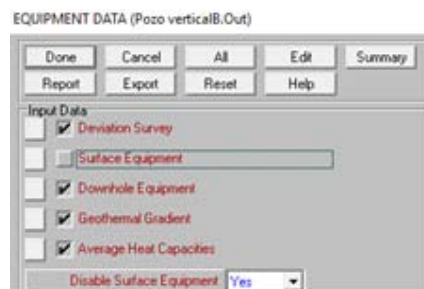 EQUIPMENT DATA (Pozo verticalB.Out)
Done Cancel All Edit Summary
Report Export Reset Help
Input Data
Deviation Survey
Surface Equipment
Downhole Equipment
Geothermal Gradient
Average Heat Capacities
Disable Surface Equipment Yes